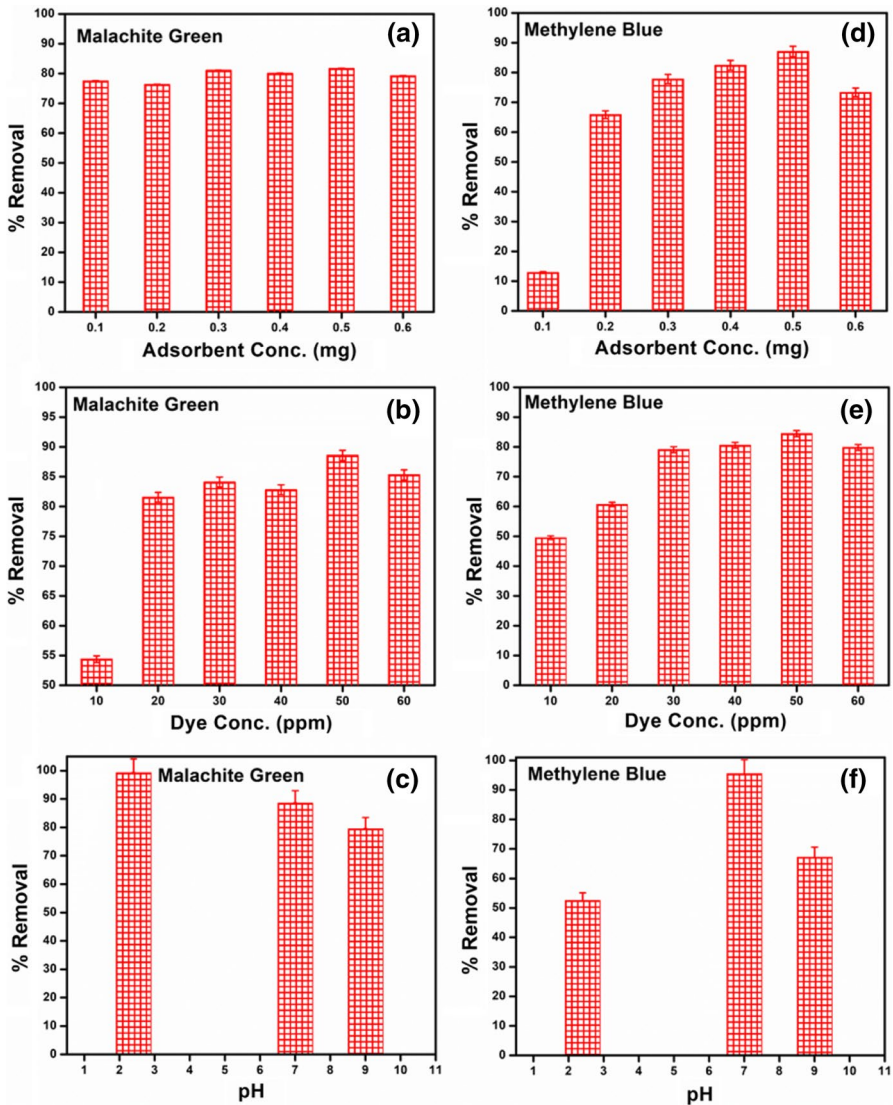 Malachite Green (a)
100
90
80
70
60
50
40
30
20
10
0
% Removal
0.1 0.2 0.3 0.4 0.5 0.6
Adsorbent Conc. (mg)
Methylene Blue (d)
100
90
80
70
60
50
40
30
20
10
0
% Removal
0.1 0.2 0.3 0.4 0.5 0.6
Adsorbent Conc. (mg)
Malachite Green (b)
100
95
90
85
80
75
70
65
60
55
50
% Removal
10 20 30 40 50 60
Dye Conc. (ppm)
Methylene Blue (e)
100
90
80
70
60
50
40
30
20
10
0
% Removal
10 20 30 40 50 60
Dye Conc. (ppm)
Malachite Green (c)
100
90
80
70
60
50
40
30
20
10
0
% Removal
1 2 3 4 5 6 7 8 9 10 11
pH
Methylene Blue (f)
100
90
80
70
60
50
40
30
20
10
0
% Removal
1 2 3 4 5 6 7 8 9 10 11
pH